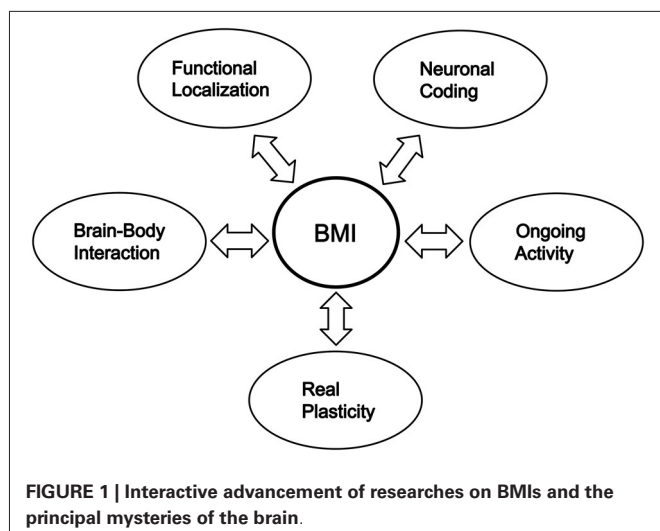 Functional
Localization
Neuronal
Coding
Brain-Body
Interaction
BMI
Ongoing
Activity
Real
Plasticity
FIGURE 1 | Interactive advancement of researches on BMIs and the
principal mysteries of the brain.